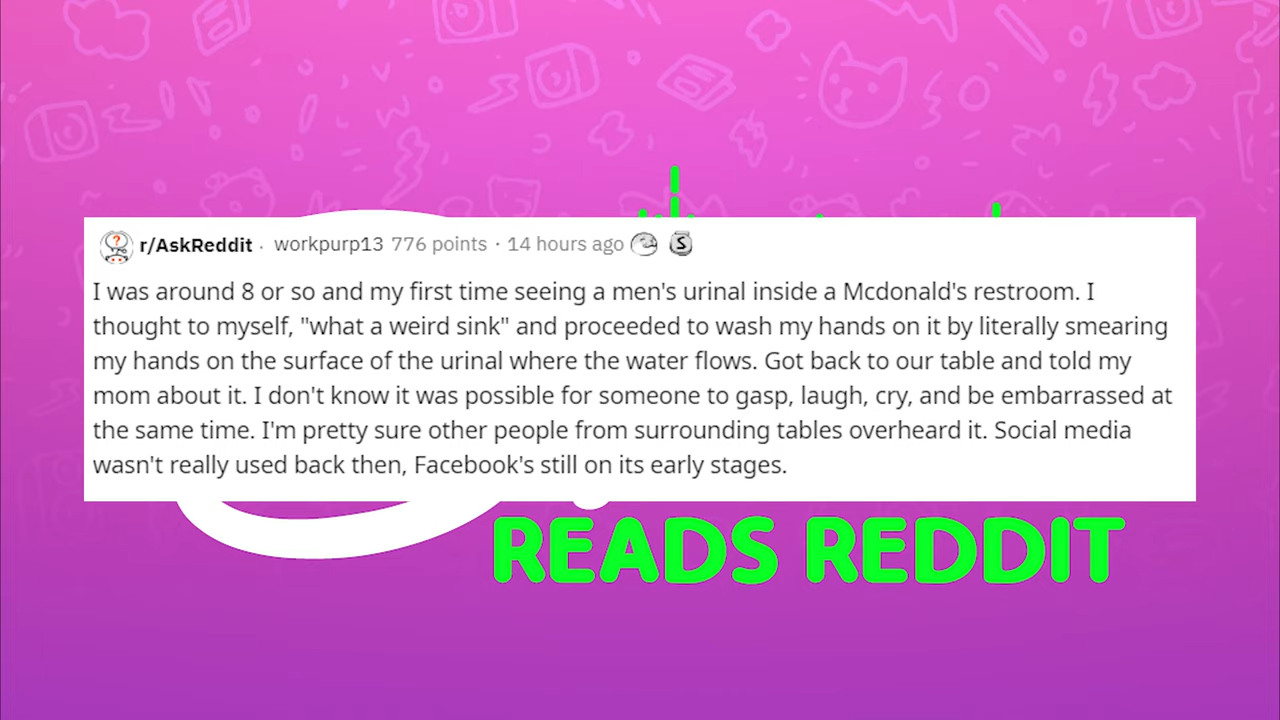 r/AskReddit · workpurp13 776 points · 14 hours ago
I was around 8 or so and my first time seeing a men's urinal inside a Mcdonald's restroom. I
thought to myself, "what a weird sink" and proceeded to wash my hands on it by literally smearing
my hands on the surface of the urinal where the water flows. Got back to our table and told my
mom about it. I don't know it was possible for someone to gasp, laugh, cry, and be embarrassed at
the same time. I'm pretty sure other people from surrounding tables overheard it. Social media
wasn't really used back then, Facebook's still on its early stages.
READS REDDIT